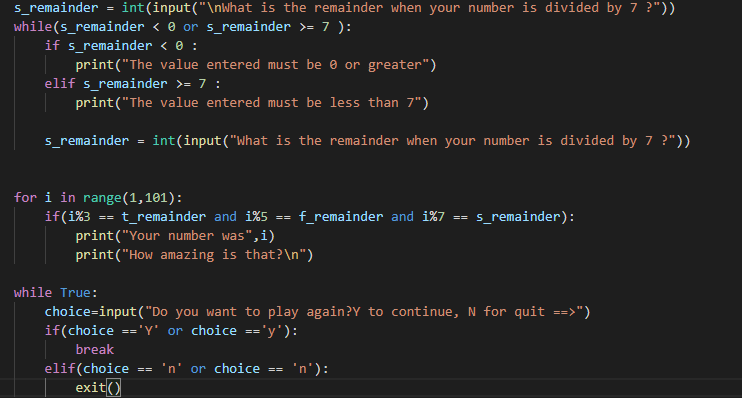 s_remainder = int(input("\nWhat is the remainder when your number is divided by 7 ?"))
while(s_remainder < 0 or s_remainder >= 7 ):
    if s_remainder < 0 :
        print("The value entered must be 0 or greater")
    elif s_remainder >= 7 :
        print("The value entered must be less than 7")
    s_remainder = int(input("What is the remainder when your number is divided by 7 ?"))
for i in range(1,101):
    if(i%3 == t_remainder and i%5 == f_remainder and i%7 == s_remainder):
        print("Your number was",i)
        print("How amazing is that?\n")
while True:
    choice=input("Do you want to play again?Y to continue, N for quit ==>")
    if(choice =='Y' or choice =='y'):
        break
    elif(choice == 'n' or choice == 'n'):
        exit()